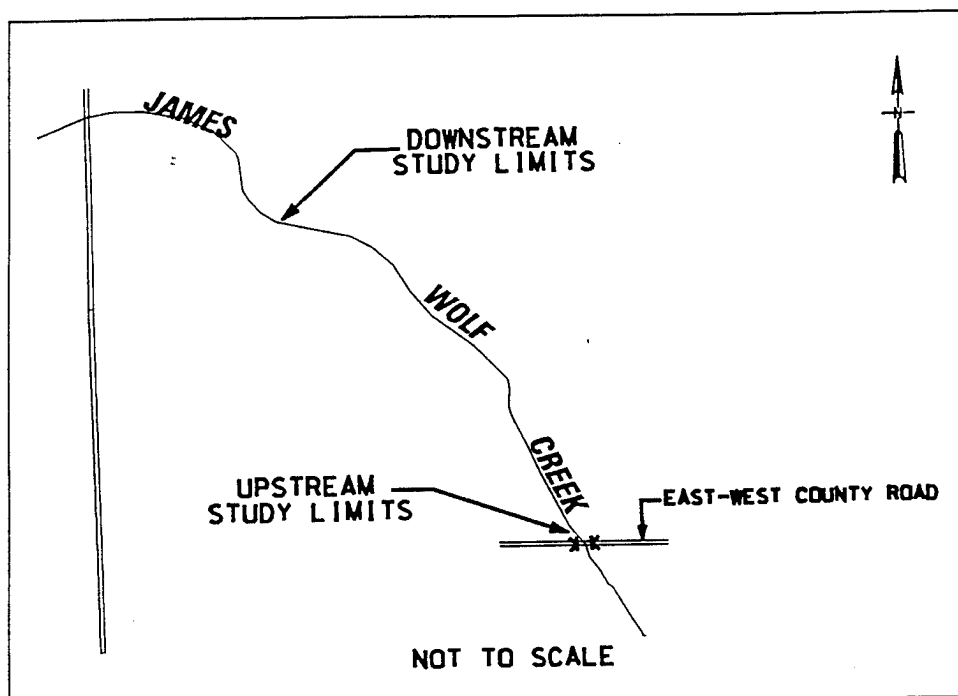 JAMES
N
DOWNSTREAM
STUDY LIMITS
WOLF
CREEK
UPSTREAM
STUDY LIMITS
EAST-WEST COUNTY ROAD
NOT TO SCALE